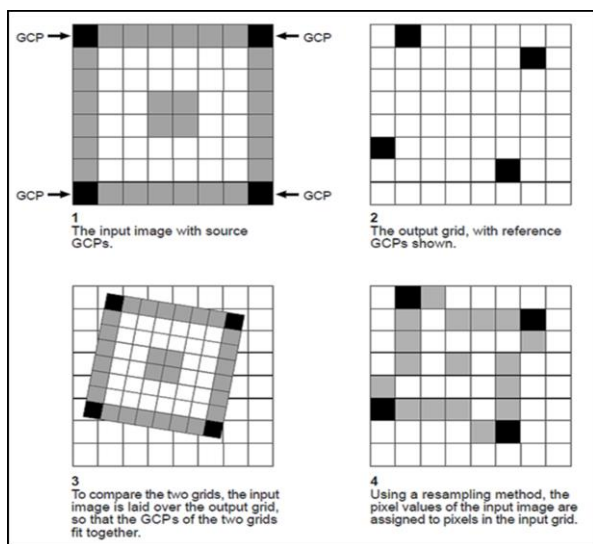 GCP GCP
GCP GCP
1
The input image with source
GCPs.
2
The output grid, with reference
GCPs shown.
3
To compare the two grids, the input
image is laid over the output grid,
so that the GCPs of the two grids
fit together.
4
Using a resampling method, the
pixel values of the input image are
assigned to pixels in the input grid.